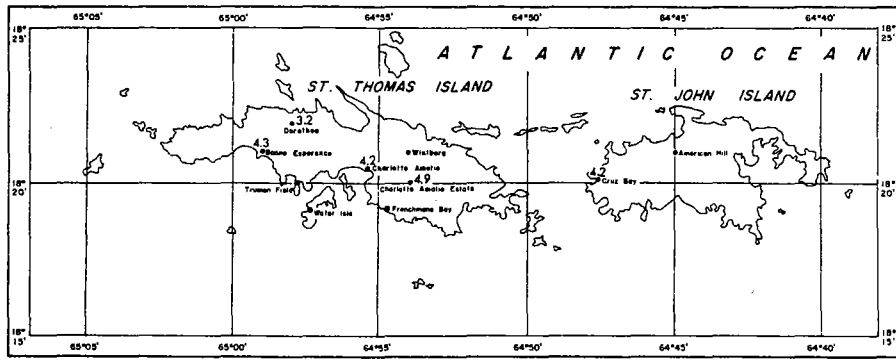 65°05' 65°00' 64°55' 64°50' 64°45' 64°40'
18° 25' 18° 25'
ATLANTIC OCEAN
ST. THOMAS ISLAND
ST. JOHN ISLAND
3.2
Dorothea
4.3
Bonne Esperance
Wintberg
American Hill
4.2
Charlotte Amalie
4.2
Cruz Bay
4.9
Truman Field
Charlotte Amalie Estate
18° 20' 18° 20'
Water Isle
Frenchmans Bay
18° 15' 18° 15'
65°05' 65°00' 64°55' 64°50' 64°45' 64°40'